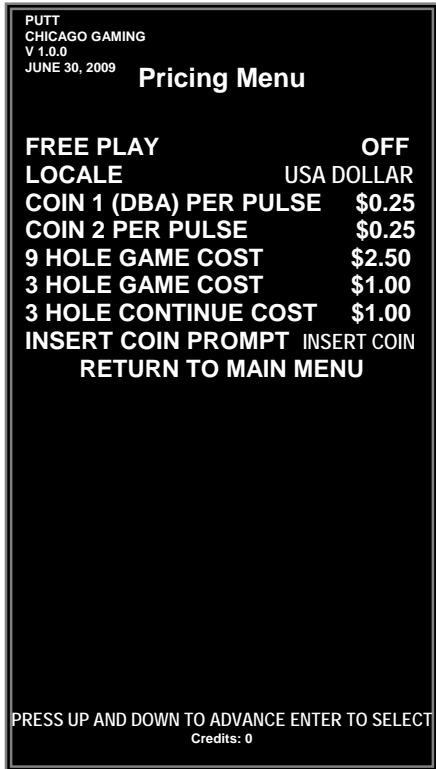 PUTT
CHICAGO GAMING
V 1.0.0
JUNE 30, 2009
Pricing Menu
FREE PLAY OFF
LOCALE USA DOLLAR
COIN 1 (DBA) PER PULSE $0.25
COIN 2 PER PULSE $0.25
9 HOLE GAME COST $2.50
3 HOLE GAME COST $1.00
3 HOLE CONTINUE COST $1.00
INSERT COIN PROMPT INSERT COIN
RETURN TO MAIN MENU
PRESS UP AND DOWN TO ADVANCE ENTER TO SELECT
Credits: 0